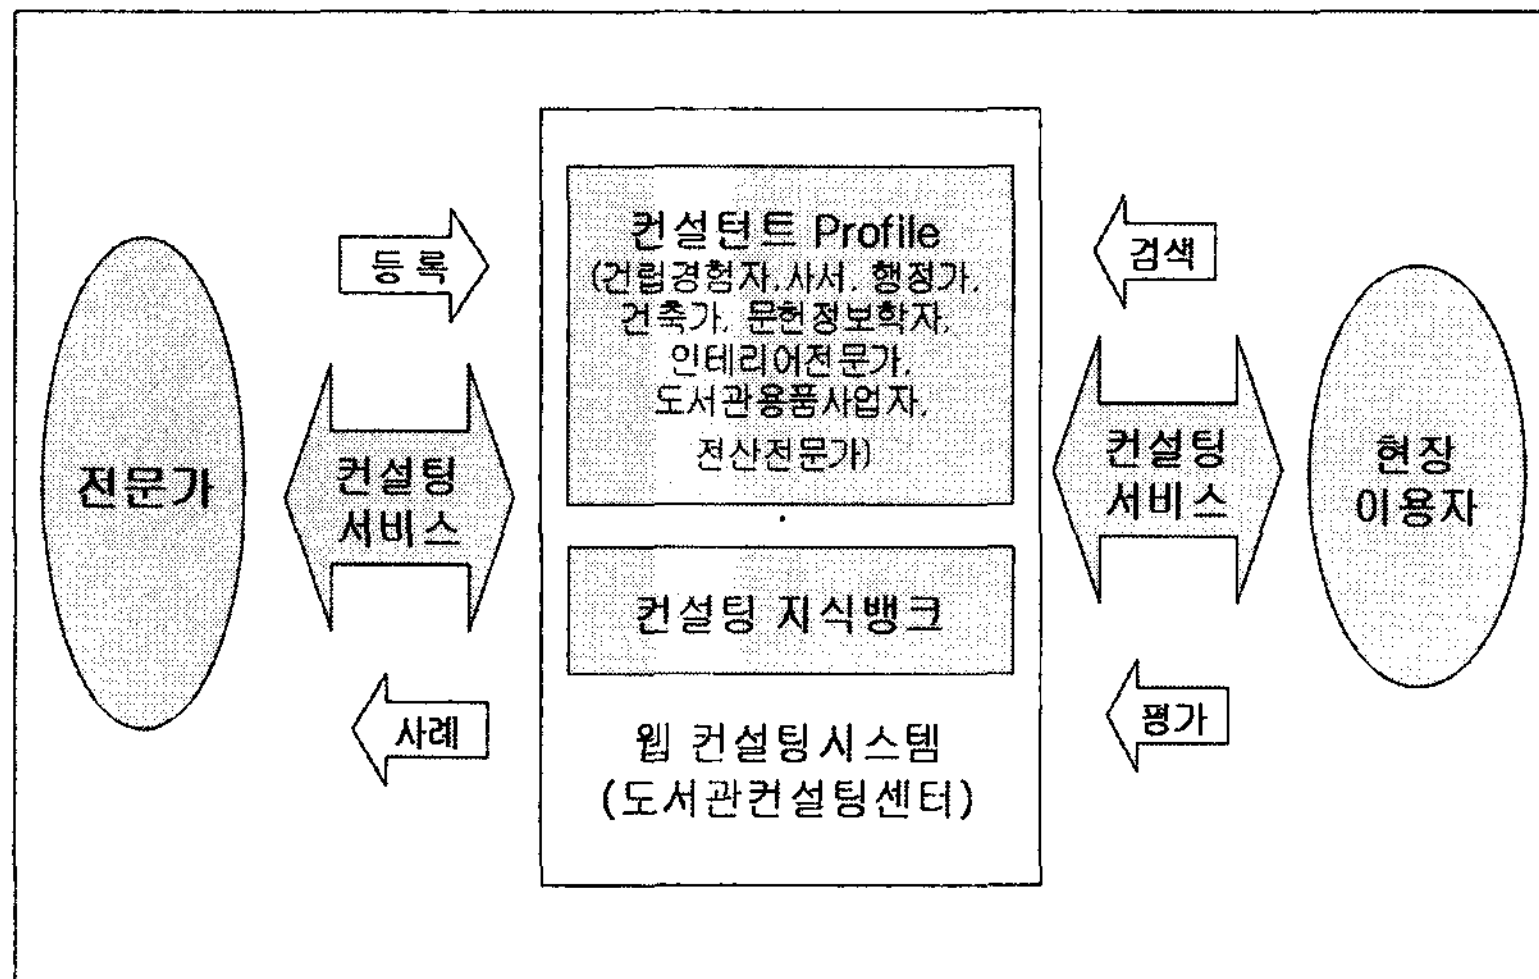 전문가
등록
컨설팅
서비스
사례
컨설턴트 Profile
(건립경험자, 사서, 행정가,
건축가, 문헌정보학자,
인테리어전문가,
도서관용품사업자,
전산전문가)
컨설팅 지식뱅크
웹 컨설팅시스템
(도서관컨설팅센터)
검색
컨설팅
서비스
평가
현장
이용자